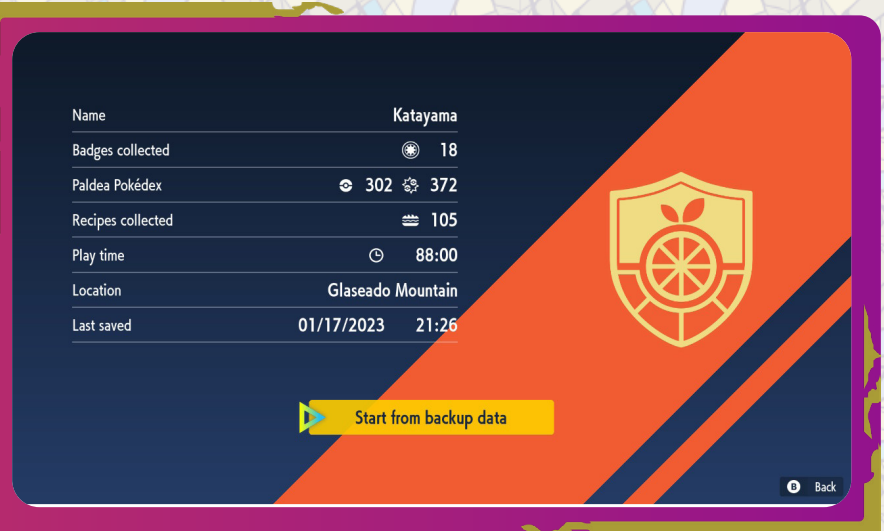 Name Katayama
Badges collected 18
Paldea Pokédex 302 372
Recipes collected 105
Play time 88:00
Location Glaseado Mountain
Last saved 01/17/2023 21:26
Start from backup data
B Back